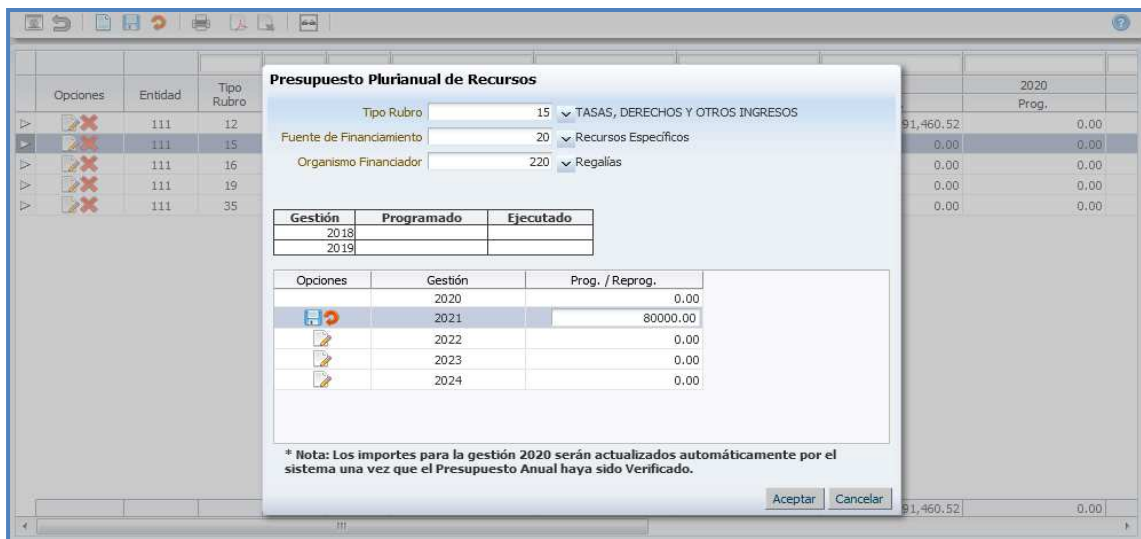 Presupuesto Plurianual de Recursos
Tipo Rubro 15 TASAS, DERECHOS Y OTROS INGRESOS
Fuente de Financiamiento 20 Recursos Específicos
Organismo Financiador 220 Regalías
Gestión Programado Ejecutado
2018
2019
Opciones Gestión Prog. / Reprog.
2020 0.00
2021 80000.00
2022 0.00
2023 0.00
2024 0.00
* Nota: Los importes para la gestión 2020 serán actualizados automáticamente por el
sistema una vez que el Presupuesto Anual haya sido Verificado.
Aceptar Cancelar
Opciones Entidad Tipo Rubro 2020
Prog.
111 12 91,460.52 0.00
111 15 0.00 0.00
111 16 0.00 0.00
111 19 0.00 0.00
111 35 0.00 0.00
91,460.52 0.00